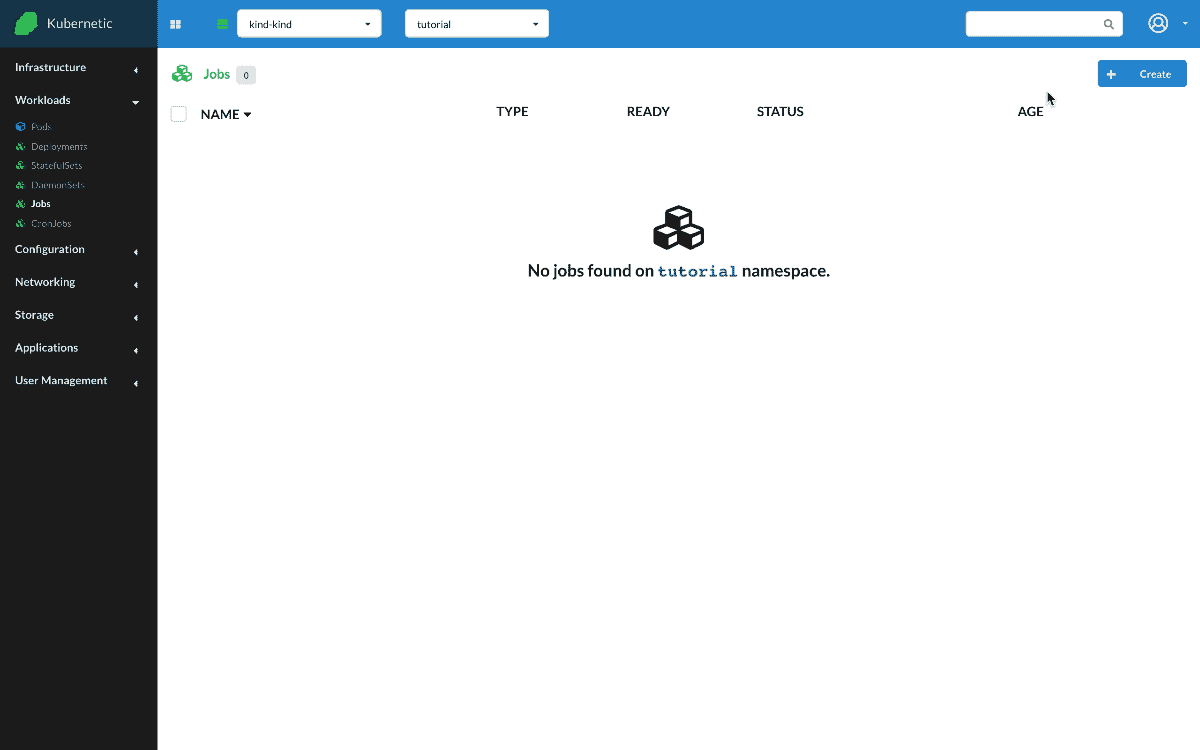 Kubernetic
kind-kind
tutorial
Infrastructure
Workloads
Pods
Deployments
StatefulSets
DaemonSets
Jobs
CronJobs
Configuration
Networking
Storage
Applications
User Management
Jobs 0
+ Create
NAME TYPE READY STATUS AGE
No jobs found on tutorial namespace.